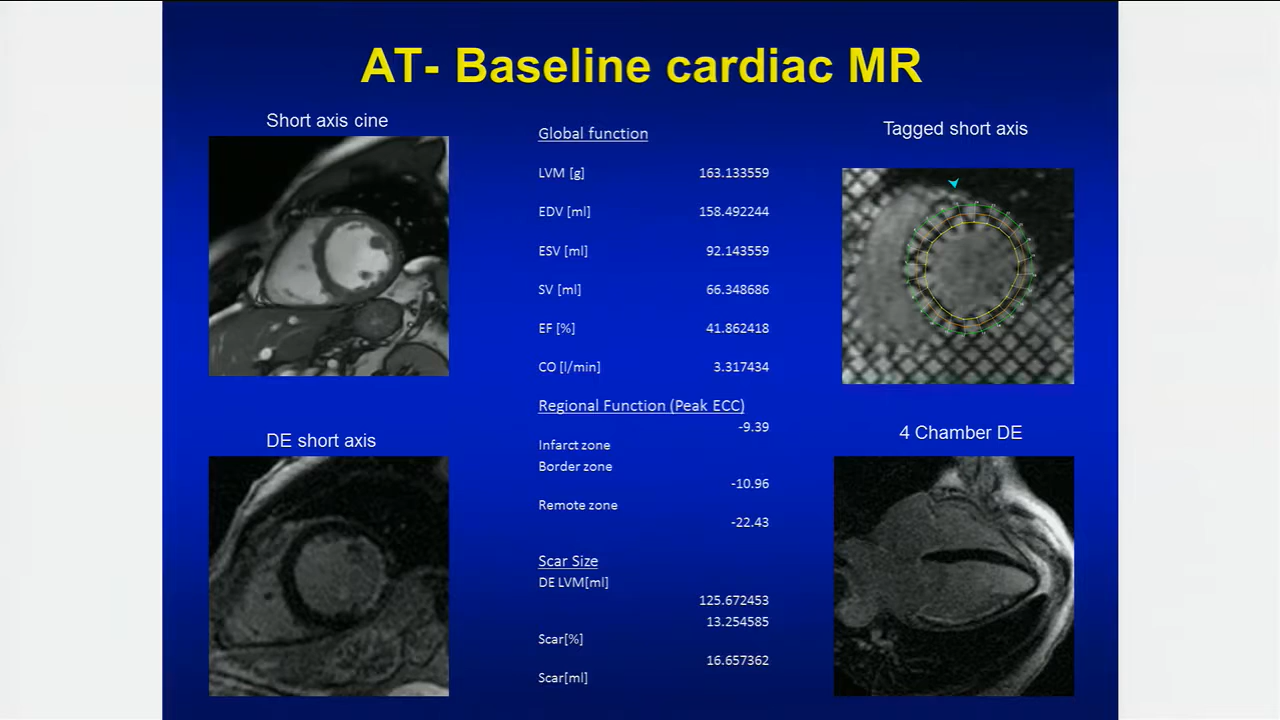 AT- Baseline cardiac MR
Short axis cine
Global function
LVM [g] 163.133559
EDV [ml] 158.492244
ESV [ml] 92.143559
SV [ml] 66.348686
EF [%] 41.862418
CO [l/min] 3.317434
Regional Function (Peak ECC)
-9.39
Infarct zone
Border zone
-10.96
Remote zone
-22.43
Scar Size
DE LVM[ml]
125.672453
13.254585
Scar[%]
16.657362
Scar[ml]
Tagged short axis
DE short axis
4 Chamber DE